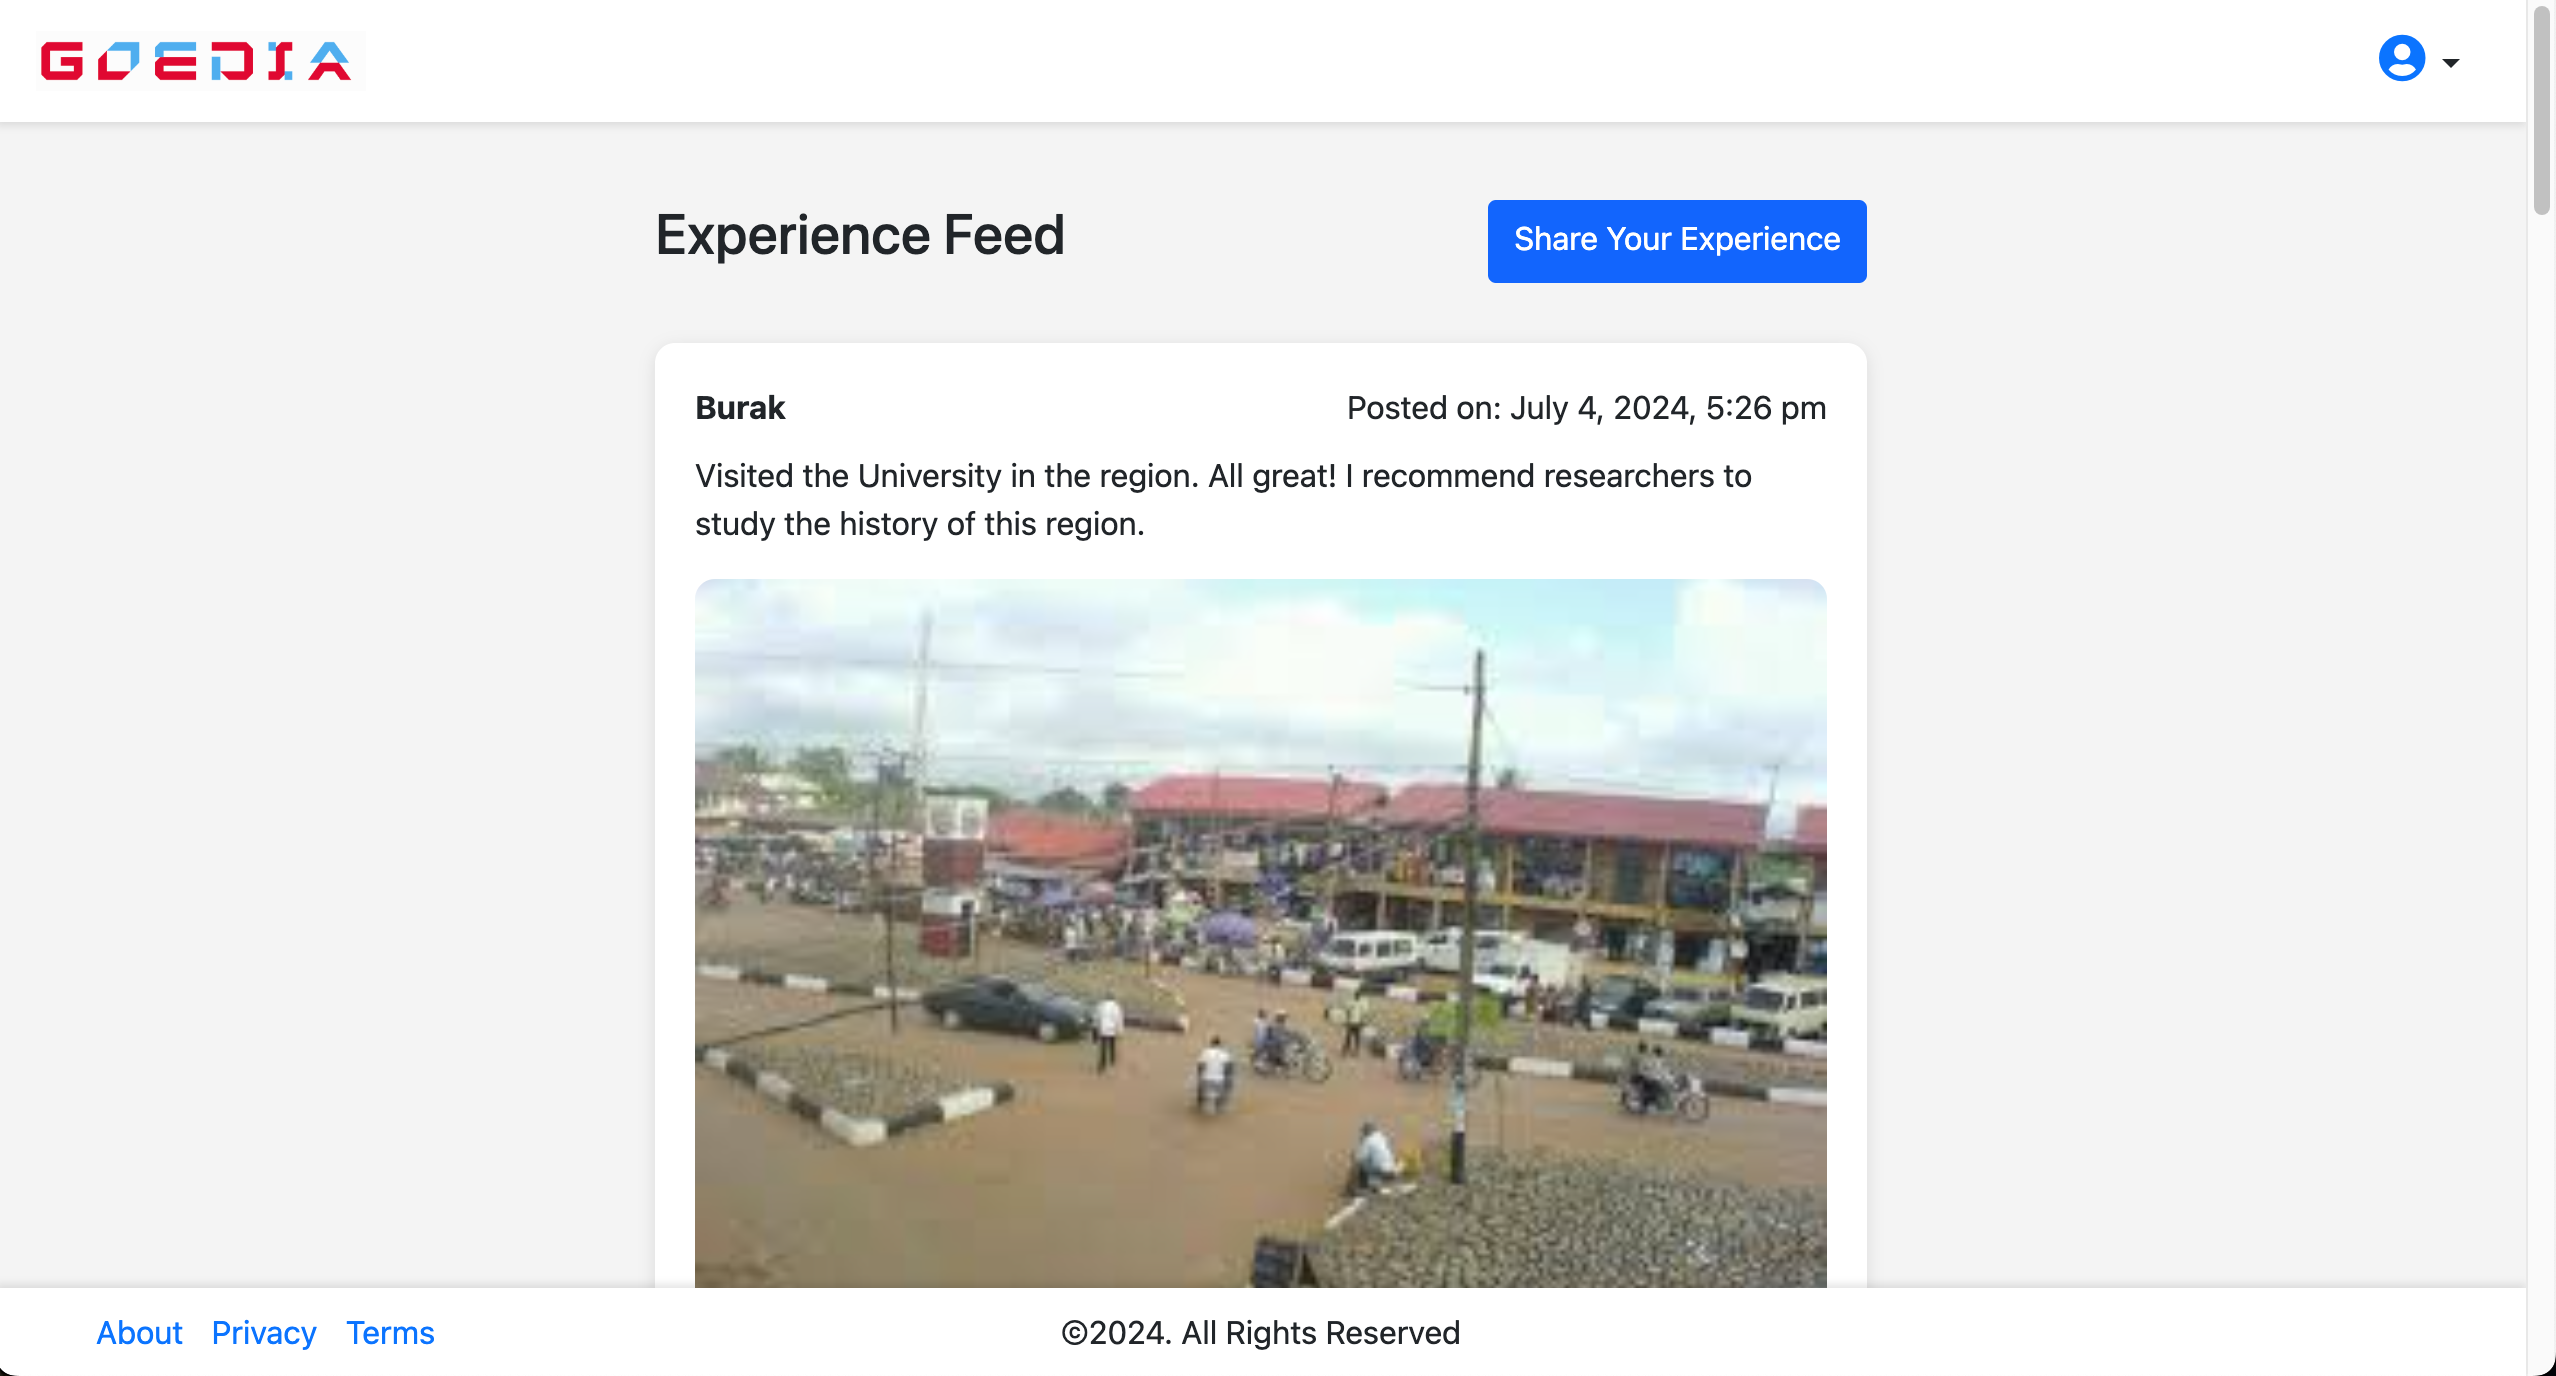 GOEDIA
Experience Feed
Share Your Experience
Burak
Posted on: July 4, 2024, 5:26 pm
Visited the University in the region. All great! I recommend researchers to
study the history of this region.
About Privacy Terms
©2024. All Rights Reserved